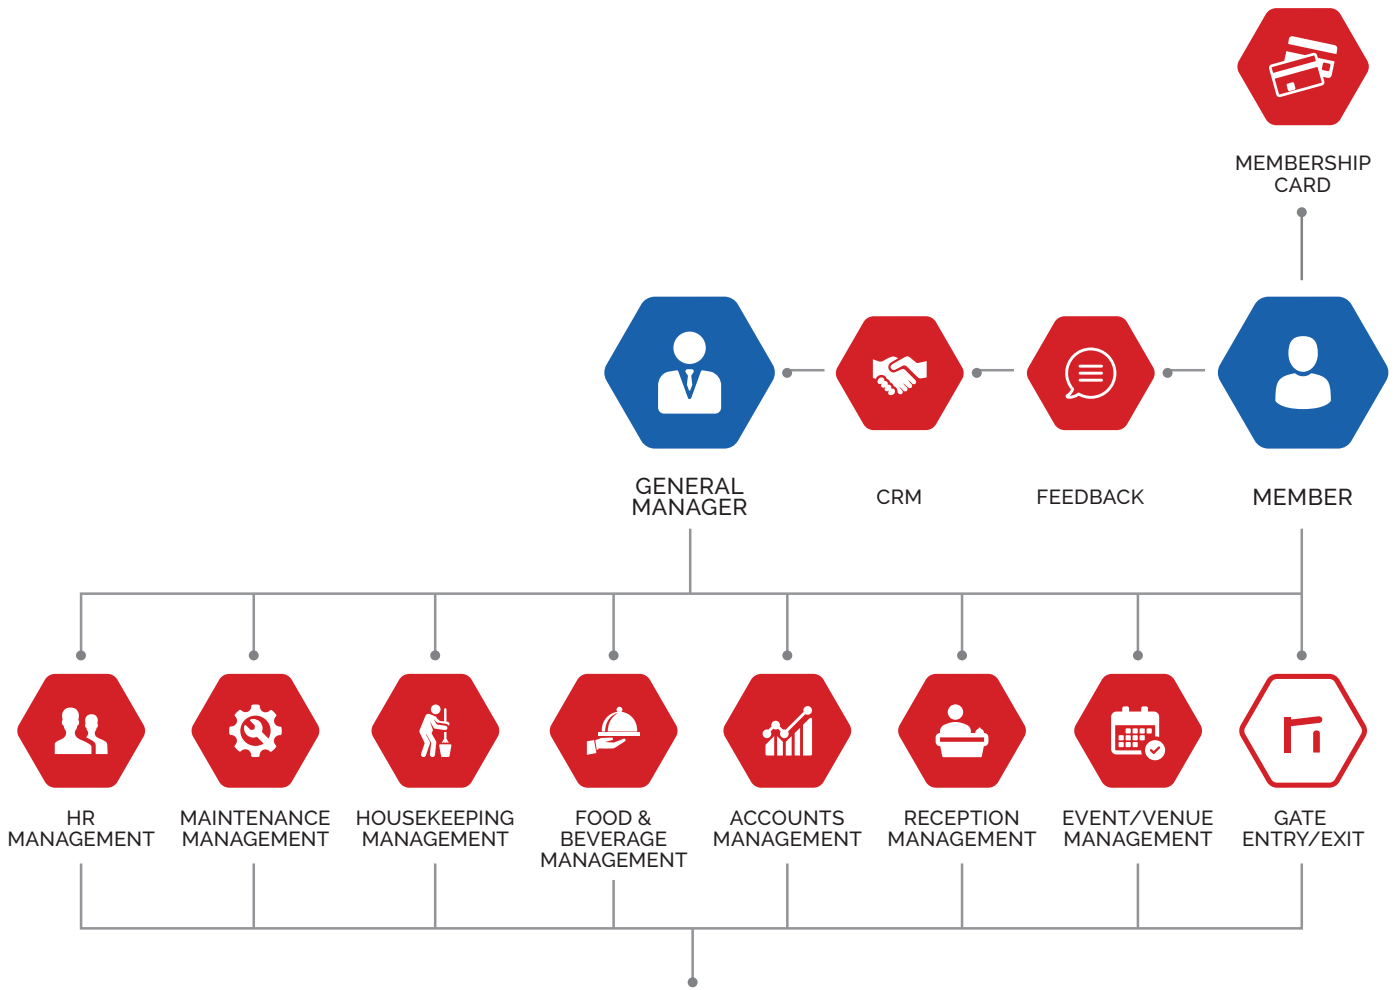 MEMBERSHIP
CARD
GENERAL
MANAGER
CRM
FEEDBACK
MEMBER
HR
MANAGEMENT
MAINTENANCE
MANAGEMENT
HOUSEKEEPING
MANAGEMENT
FOOD &
BEVERAGE
MANAGEMENT
ACCOUNTS
MANAGEMENT
RECEPTION
MANAGEMENT
EVENT/VENUE
MANAGEMENT
GATE
ENTRY/EXIT